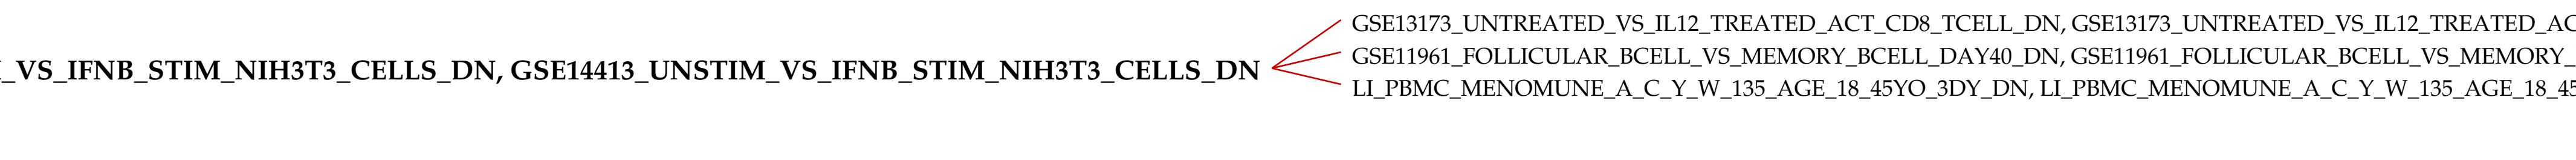 _VS_IFNB_STIM_NIH3T3_CELLS_DN, GSE14413_UNSTIM_VS_IFNB_STIM_NIH3T3_CELLS_DN
GSE13173_UNTREATED_VS_IL12_TREATED_ACT_CD8_TCELL_DN, GSE13173_UNTREATED_VS_IL12_TREATED_AC
GSE11961_FOLLICULAR_BCELL_VS_MEMORY_BCELL_DAY40_DN, GSE11961_FOLLICULAR_BCELL_VS_MEMORY_
LI_PBMC_MENOMUNE_A_C_Y_W_135_AGE_18_45YO_3DY_DN, LI_PBMC_MENOMUNE_A_C_Y_W_135_AGE_18_45